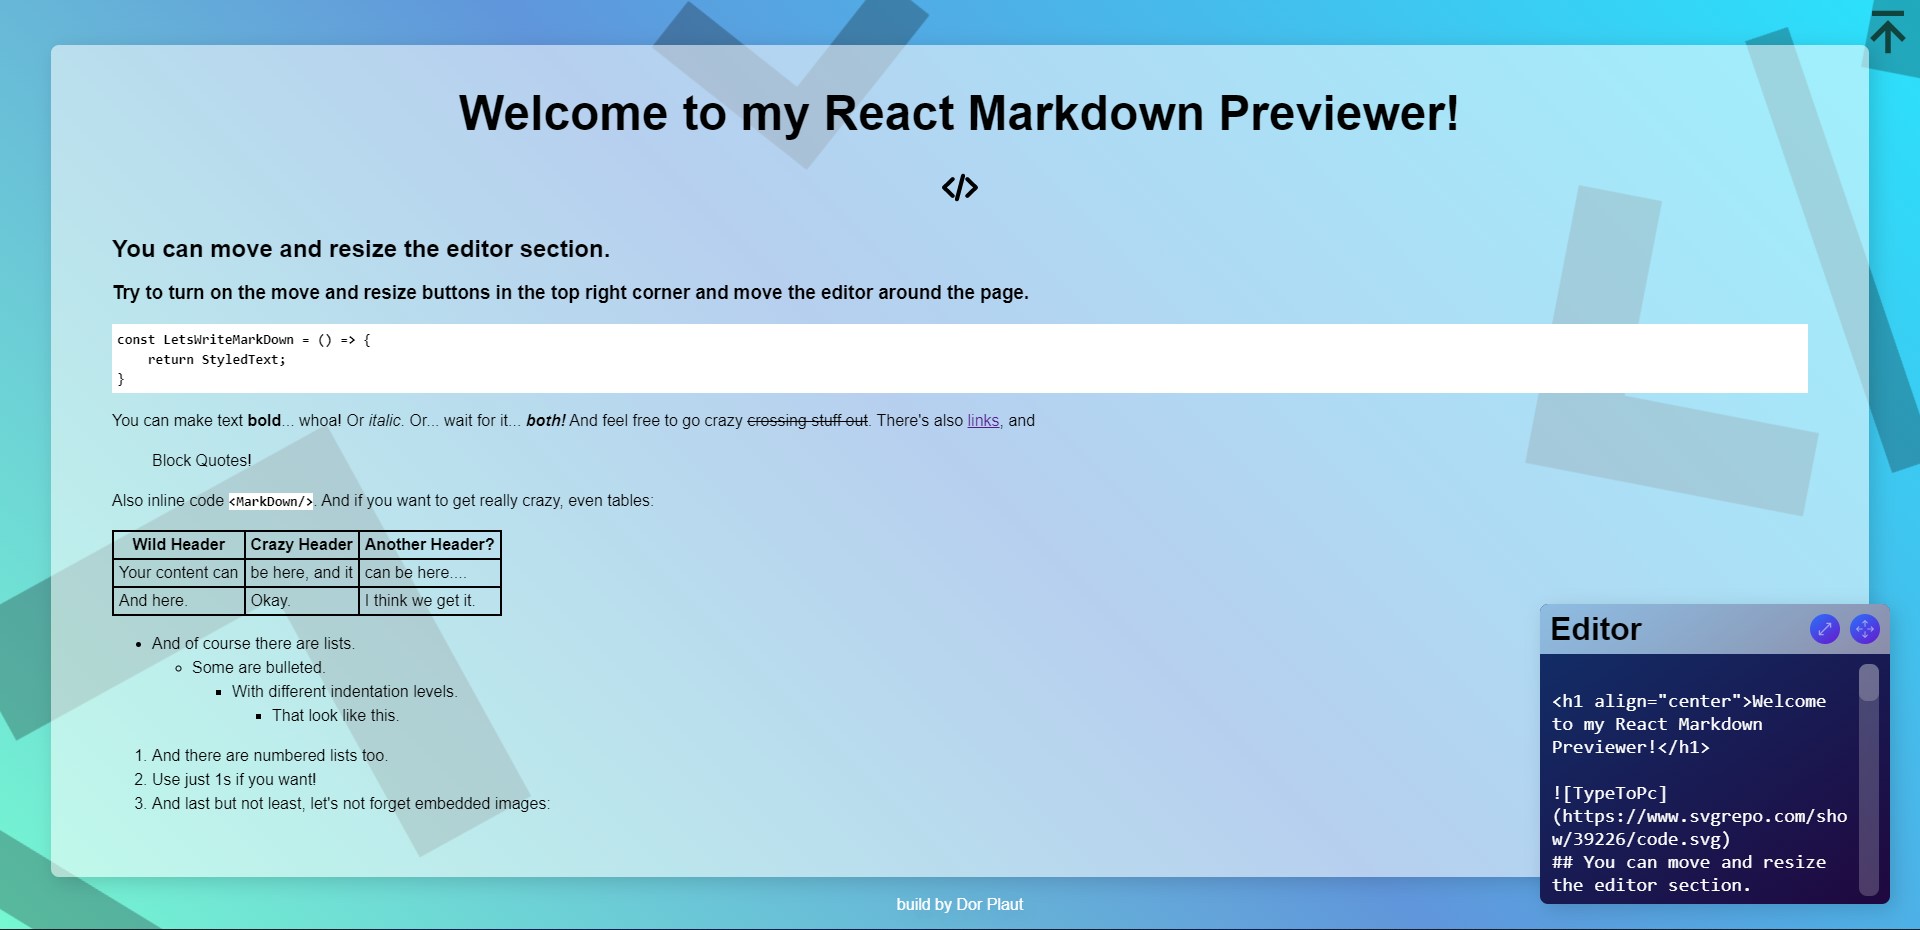 Welcome to my React Markdown Previewer!
</>
You can move and resize the editor section.
Try to turn on the move and resize buttons in the top right corner and move the editor around the page.
const LetsWriteMarkDown = () => {
    return StyledText;
}
You can make text bold... whoa! Or italic. Or... wait for it... both! And feel free to go crazy crossing stuff out. There's also links, and
Block Quotes!
Also inline code <MarkDown/>. And if you want to get really crazy, even tables:
Wild Header Crazy Header Another Header?
Your content can be here, and it can be here....
And here. Okay. I think we get it.
• And of course there are lists.
◦ Some are bulleted.
▪ With different indentation levels.
▪ That look like this.
1. And there are numbered lists too.
2. Use just 1s if you want!
3. And last but not least, let's not forget embedded images:
Editor
<h1 align="center">Welcome
to my React Markdown
Previewer!</h1>
![TypeToPc]
(https://www.svgrepo.com/sho
w/39226/code.svg)
## You can move and resize
the editor section.
build by Dor Plaut